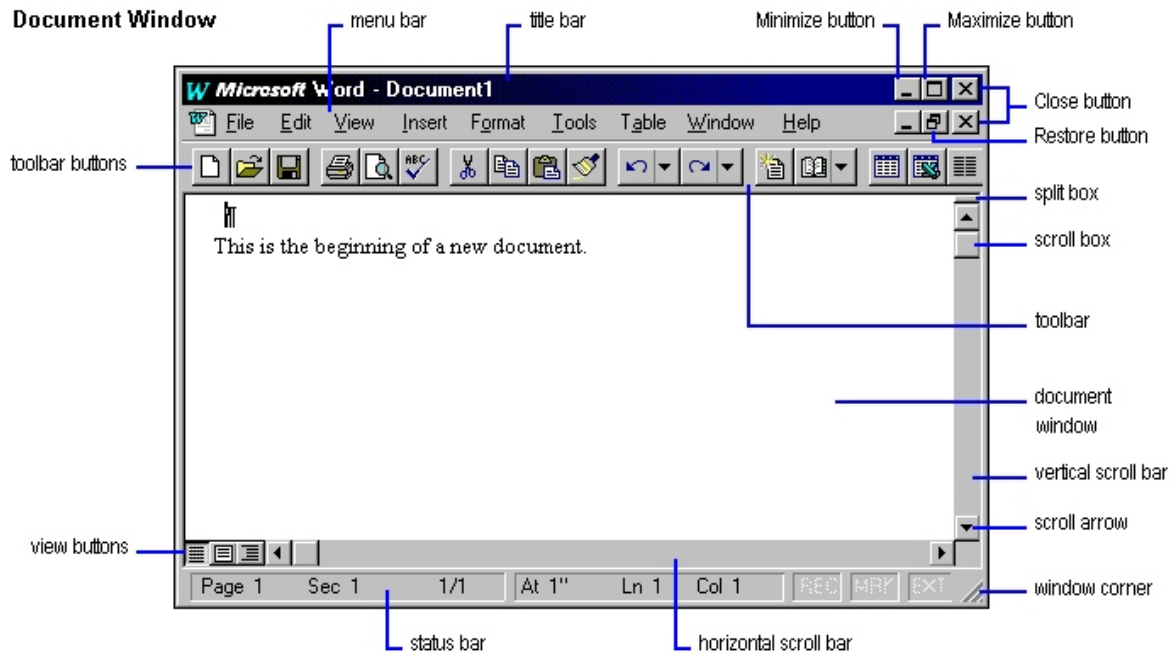 Document Window
menu bar
title bar
Minimize button
Maximize button
Microsoft Word - Document1
Close button
File Edit View Insert Format Tools Table Window Help
Restore button
toolbar buttons
ABC
split box
¶
scroll box
This is the beginning of a new document.
toolbar
document
window
vertical scroll bar
scroll arrow
view buttons
Page 1 Sec 1 1/1 At 1" Ln 1 Col 1 REC MRK EXT
window corner
status bar
horizontal scroll bar